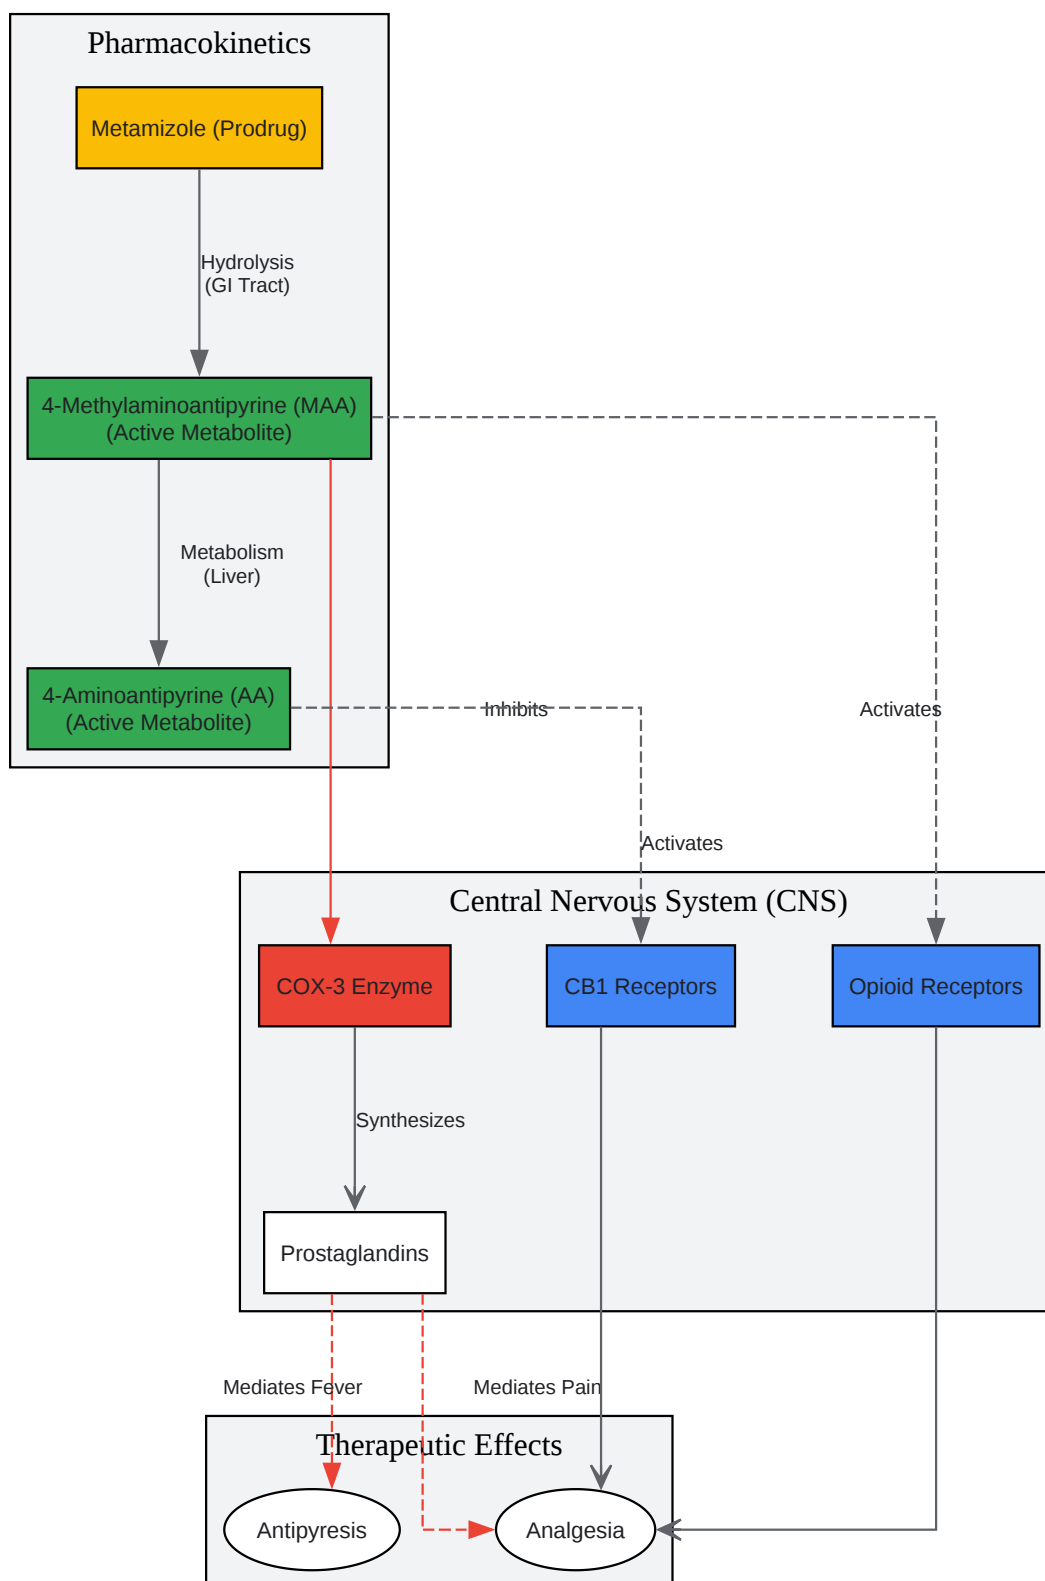 Pharmacokinetics
Metamizole (Prodrug)
Hydrolysis
(GI Tract)
4-Methylaminoantipyrine (MAA)
(Active Metabolite)
Metabolism
(Liver)
4-Aminoantipyrine (AA)
(Active Metabolite)
Inhibits
Activates
Activates
Central Nervous System (CNS)
COX-3 Enzyme
CB1 Receptors
Opioid Receptors
Synthesizes
Prostaglandins
Mediates Fever
Mediates Pain
Therapeutic Effects
Antipyresis
Analgesia